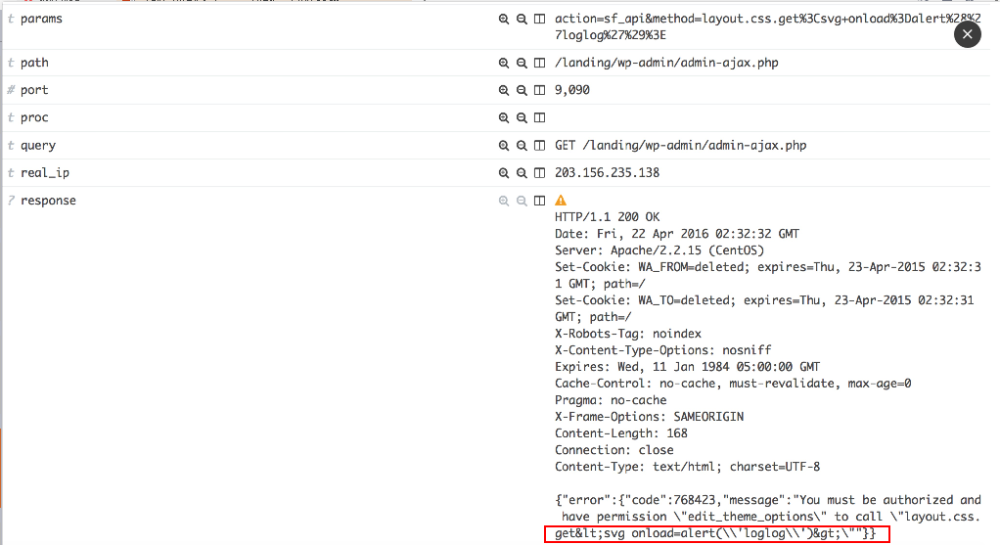 t params action=sf_api&method=layout.css.get%3Csvg+onload%3Dalert%28%2
7loglog%27%29%3E
t path /landing/wp-admin/admin-ajax.php
# port 9,090
t proc
t query GET /landing/wp-admin/admin-ajax.php
t real_ip 203.156.235.138
? response
HTTP/1.1 200 OK
Date: Fri, 22 Apr 2016 02:32:32 GMT
Server: Apache/2.2.15 (CentOS)
Set-Cookie: WA_FROM=deleted; expires=Thu, 23-Apr-2015 02:32:3
1 GMT; path=/
Set-Cookie: WA_TO=deleted; expires=Thu, 23-Apr-2015 02:32:31
GMT; path=/
X-Robots-Tag: noindex
X-Content-Type-Options: nosniff
Expires: Wed, 11 Jan 1984 05:00:00 GMT
Cache-Control: no-cache, must-revalidate, max-age=0
Pragma: no-cache
X-Frame-Options: SAMEORIGIN
Content-Length: 168
Connection: close
Content-Type: text/html; charset=UTF-8
{"error":{"code":768423,"message":"You must be authorized and
have permission \"edit_theme_options\" to call \"layout.css.
get&lt;svg onload=alert(\\'loglog\\')&gt;\""}}